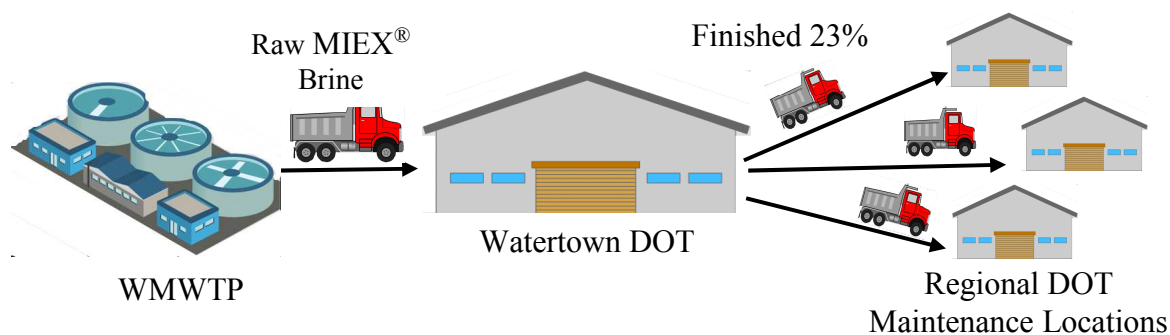 Raw MIEX®
Brine
Finished 23%
Watertown DOT
WMWTP
Regional DOT
Maintenance Locations